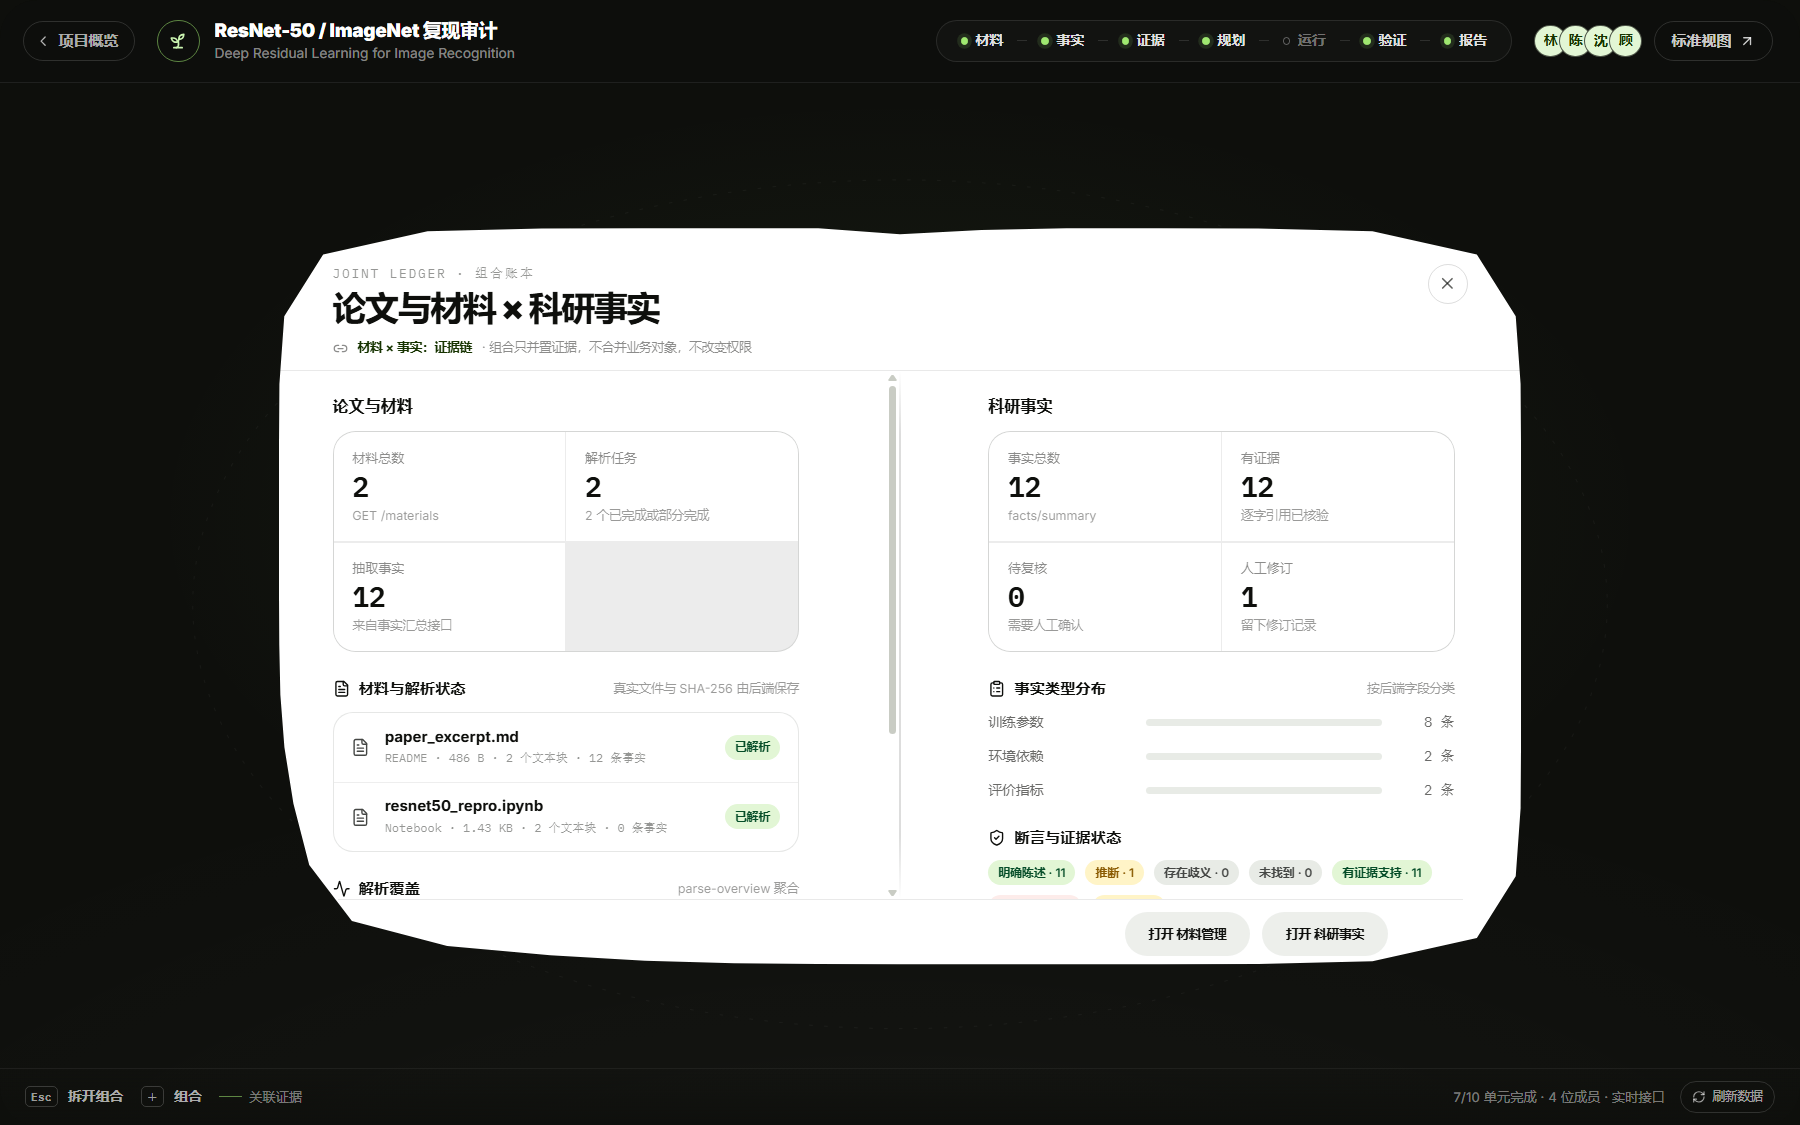 项目概览
ResNet-50 / ImageNet 复现审计
Deep Residual Learning for Image Recognition
材料
事实
证据
规划
运行
验证
报告
林
陈
沈
顾
标准视图
JOINT LEDGER · 组合账本
论文与材料 × 科研事实
材料 × 事实：证据链 · 组合只并置证据，不合并业务对象，不改变权限
论文与材料
材料总数
2
GET /materials
解析任务
2
2 个已完成或部分完成
抽取事实
12
来自事实汇总接口
材料与解析状态
真实文件与 SHA-256 由后端保存
paper_excerpt.md
README · 486 B · 2 个文本块 · 12 条事实
已解析
resnet50_repro.ipynb
Notebook · 1.43 KB · 2 个文本块 · 0 条事实
已解析
解析覆盖
parse-overview 聚合
科研事实
事实总数
12
facts/summary
有证据
12
逐字引用已核验
待复核
0
需要人工确认
人工修订
1
留下修订记录
事实类型分布
按后端字段分类
训练参数
8 条
环境依赖
2 条
评价指标
2 条
断言与证据状态
明确陈述 · 11
推断 · 1
存在歧义 · 0
未找到 · 0
有证据支持 · 11
打开 材料管理
打开 科研事实
Esc 拆开组合
+ 组合
关联证据
7/10 单元完成 · 4 位成员 · 实时接口
刷新数据